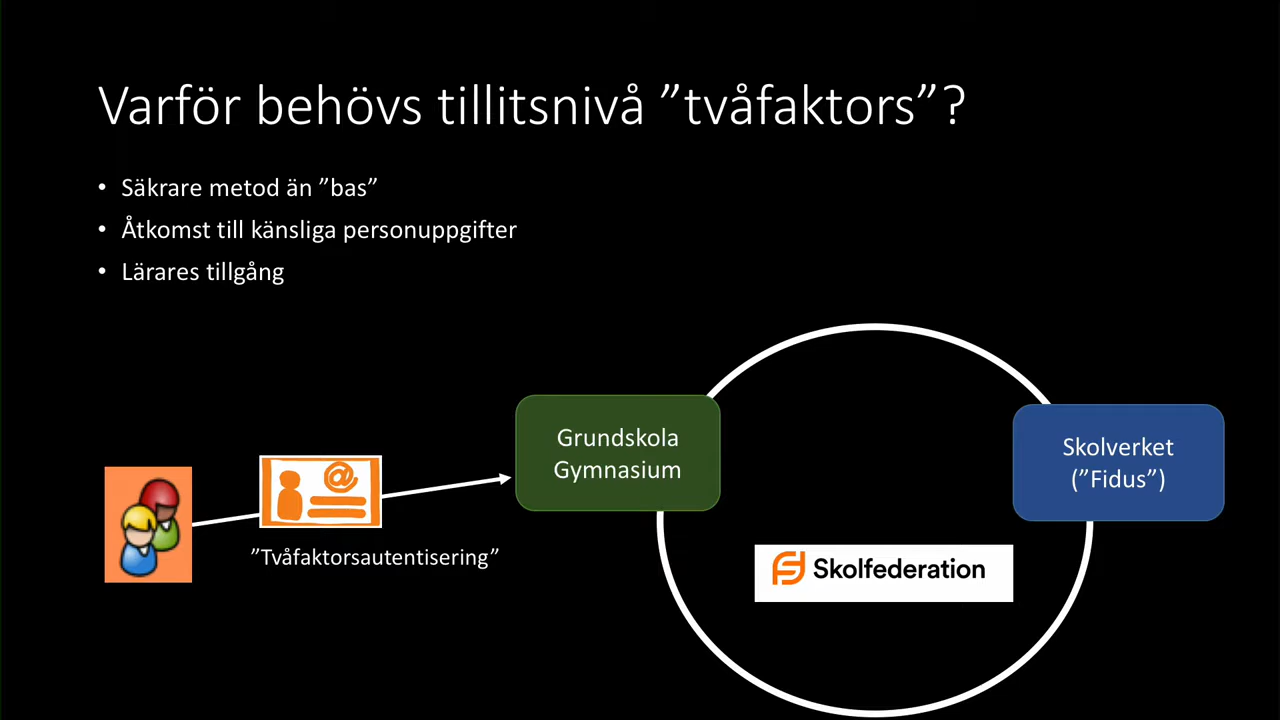 Varför behövs tillitsnivå ”tvåfaktors”?
• Säkrare metod än ”bas”
• Åtkomst till känsliga personuppgifter
• Lärares tillgång
Grundskola
Gymnasium
Skolverket
(”Fidus”)
@
”Tvåfaktorsautentisering”
Skolfederation